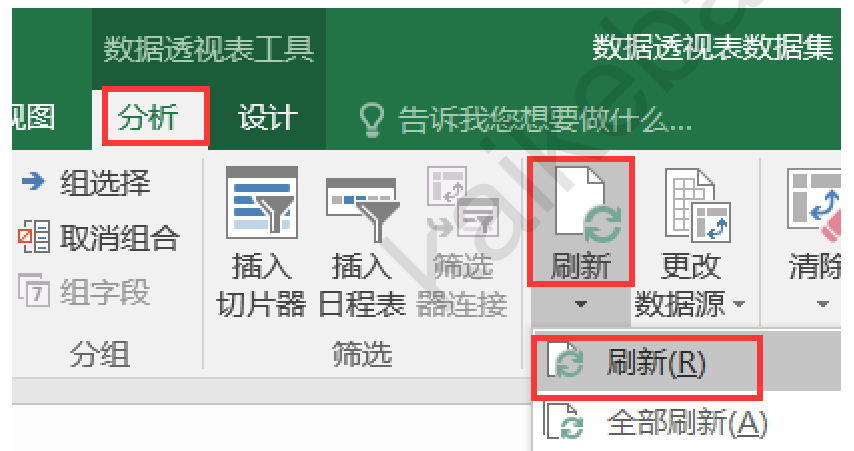 数据透视表工具
数据透视表数据集
视图
分析
设计
告诉我您想要做什么...
组选择
取消组合
7 组字段
分组
插入
切片器
插入
日程表
筛选
器连接
筛选
刷新
更改
数据源
清除
刷新(R)
全部刷新(A)
kaikeba